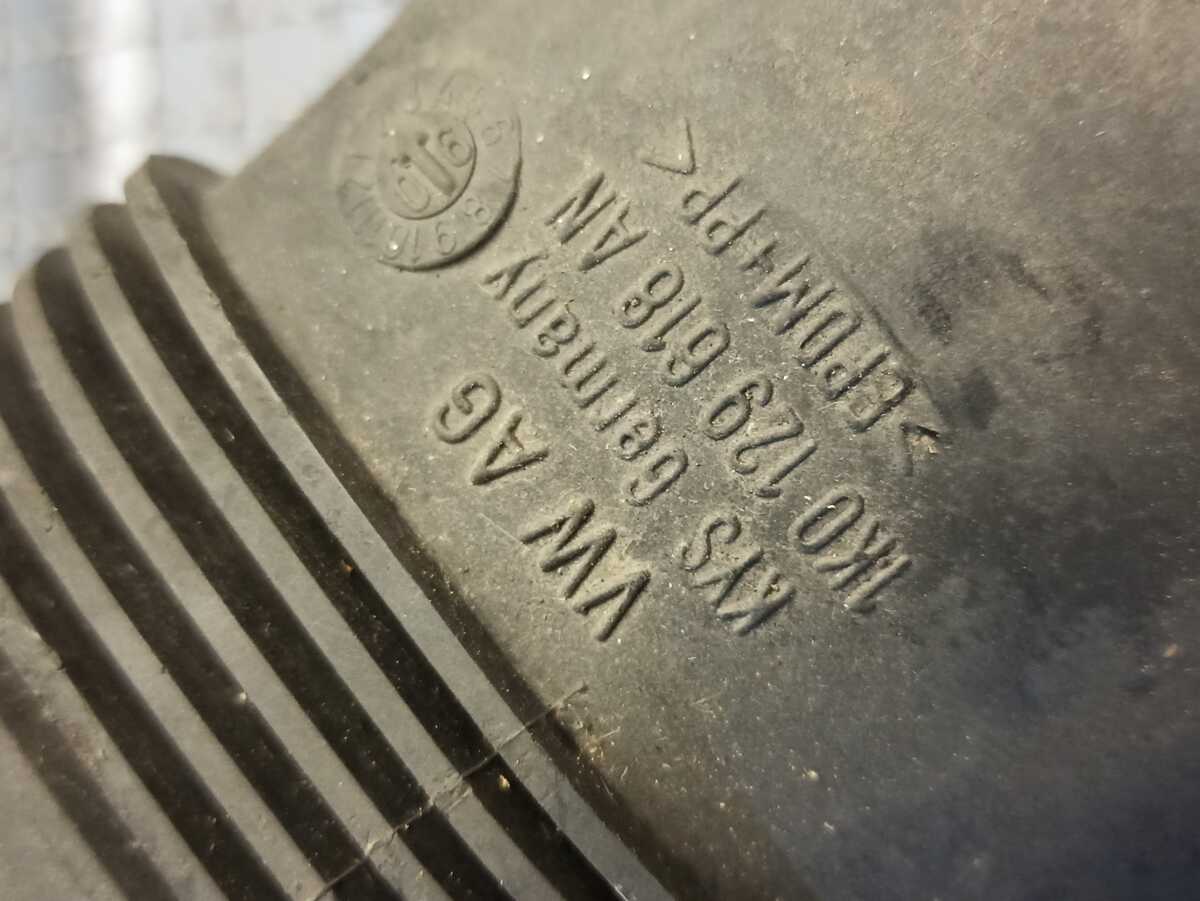 VW AG
KYS Germany
1K0 129 618 AN
>EPDM+PP<